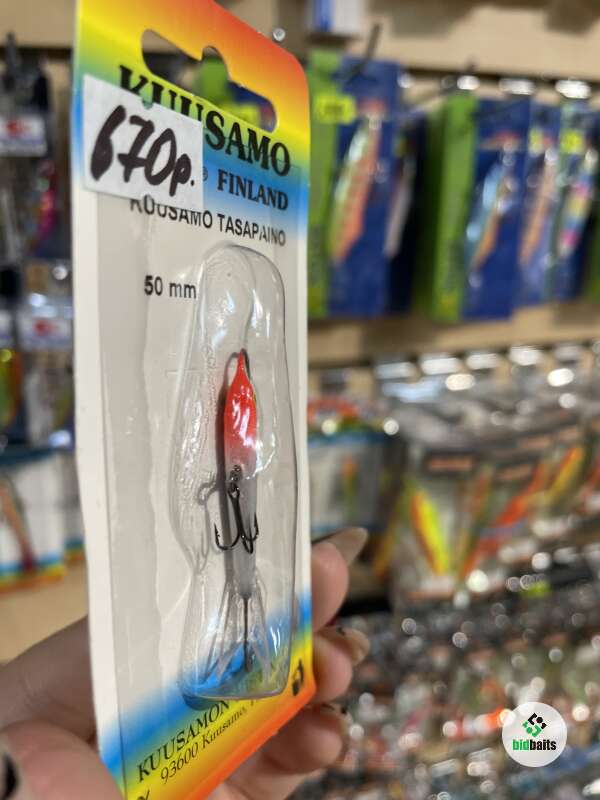 KUUSAMO
670р.
® FINLAND
KUUSAMO TASAPAINO
50 mm
KUUSAMON
93600 Kuusamo,
bidbaits